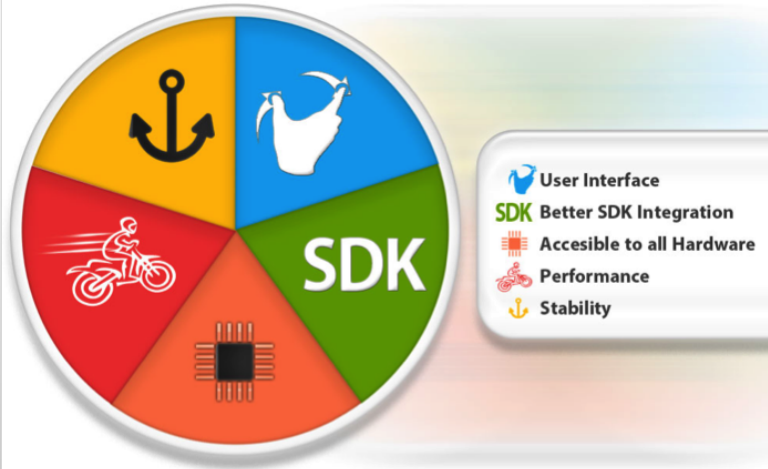 SDK
User Interface
SDK Better SDK Integration
Accesible to all Hardware
Performance
Stability